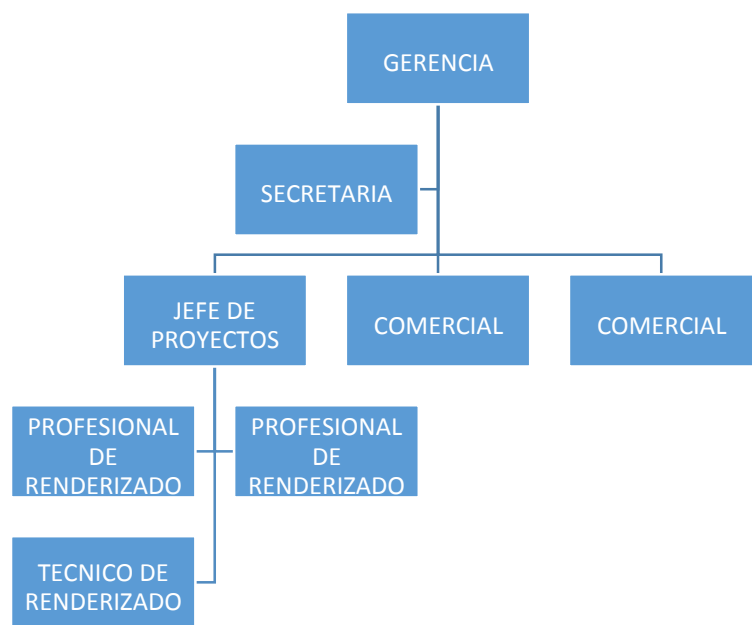 GERENCIA
SECRETARIA
JEFE DE
PROYECTOS
COMERCIAL
COMERCIAL
PROFESIONAL
DE
RENDERIZADO
PROFESIONAL
DE
RENDERIZADO
TECNICO DE
RENDERIZADO